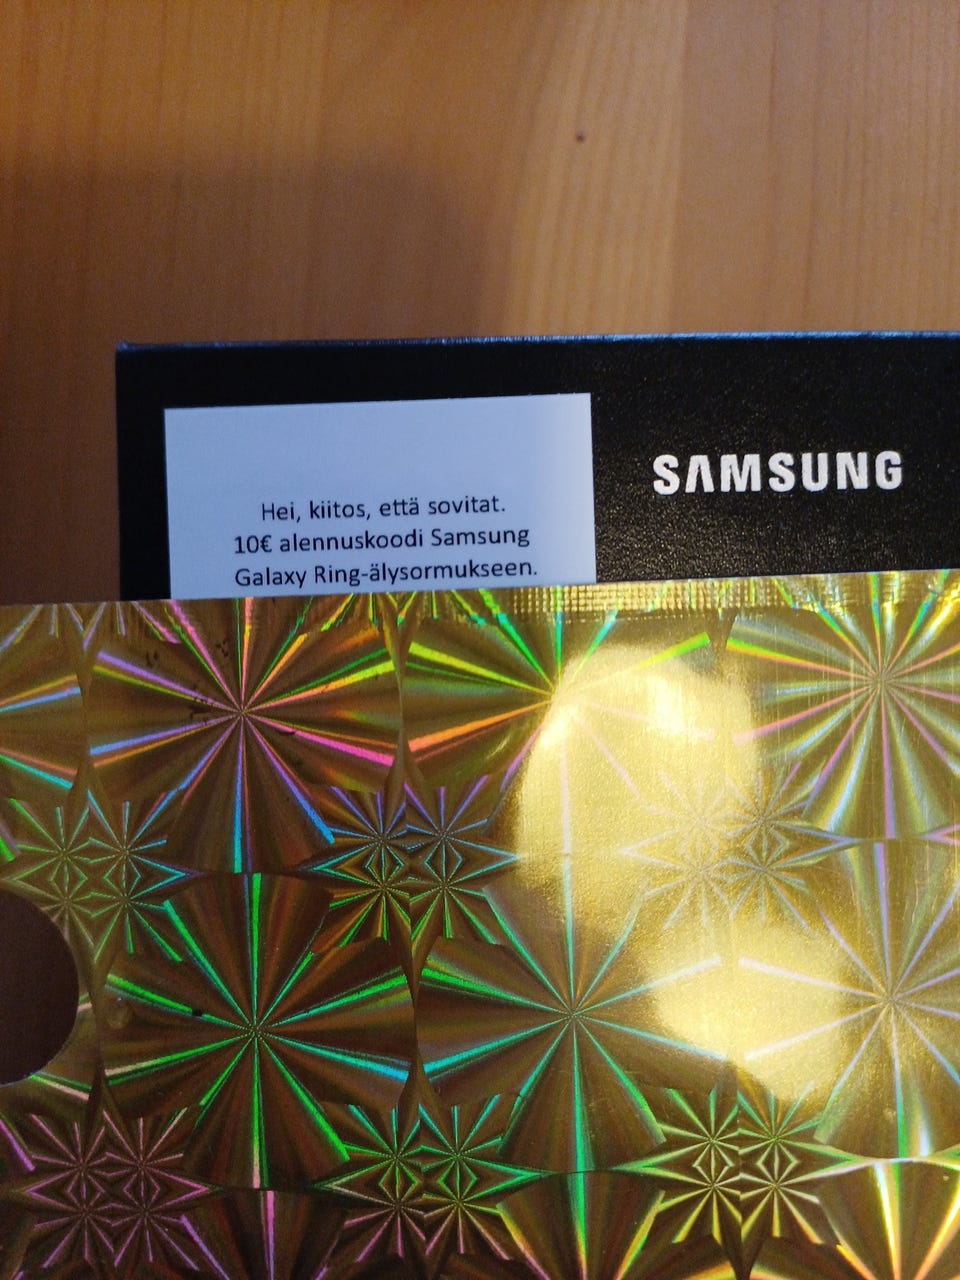 SAMSUNG
Hei, kiitos, että sovitat.
10€ alennuskoodi Samsung
Galaxy Ring-älysormukseen.